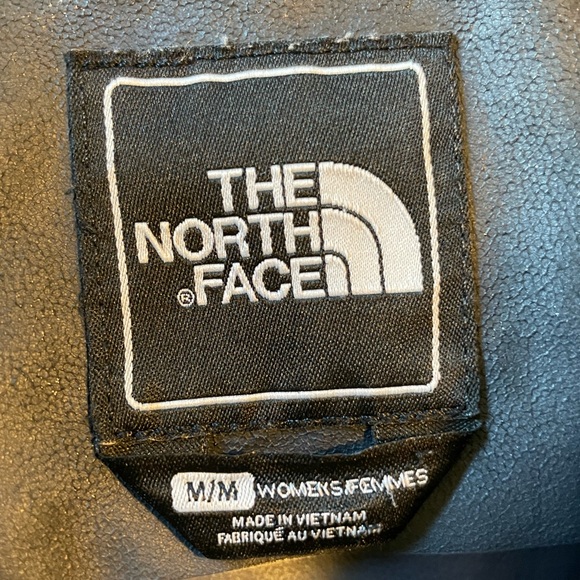 THE
NORTH
®FACE
M/M WOMENS/FEMMES
MADE IN VIETNAM
FABRIQUÉ AU VIETNAM